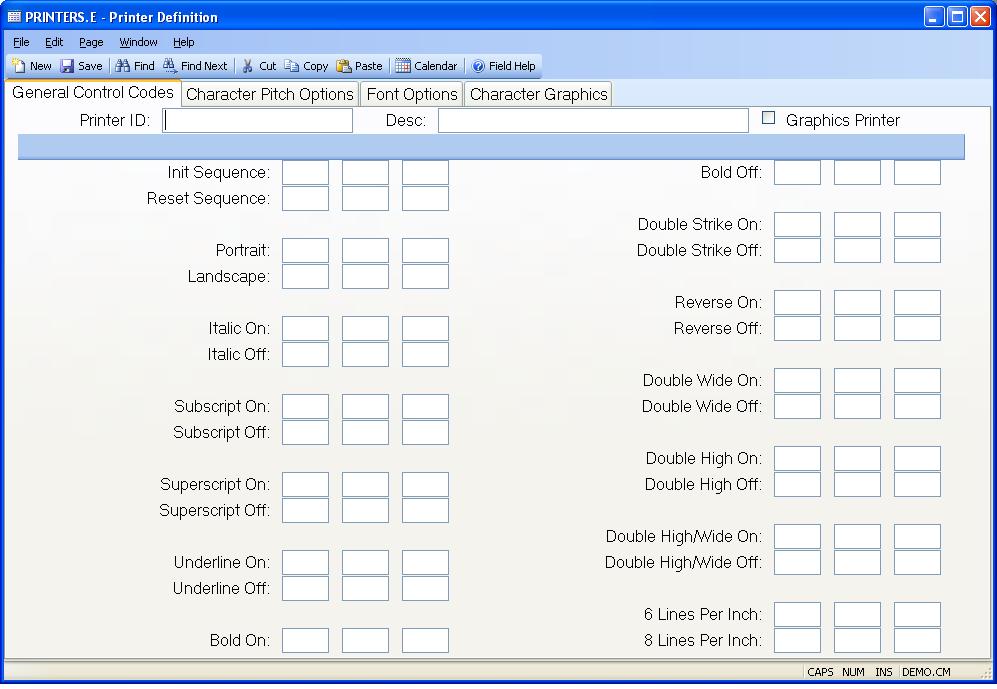 PRINTERS.E - Printer Definition
File Edit Page Window Help
New Save Find Find Next Cut Copy Paste Calendar Field Help
General Control Codes Character Pitch Options Font Options Character Graphics
Printer ID: Desc: Graphics Printer
Init Sequence: Bold Off:
Reset Sequence:
Double Strike On:
Portrait: Double Strike Off:
Landscape:
Reverse On:
Italic On: Reverse Off:
Italic Off:
Double Wide On:
Subscript On: Double Wide Off:
Subscript Off:
Double High On:
Superscript On: Double High Off:
Superscript Off:
Double High/Wide On:
Underline On: Double High/Wide Off:
Underline Off:
6 Lines Per Inch:
Bold On: 8 Lines Per Inch:
CAPS NUM INS DEMO.CM